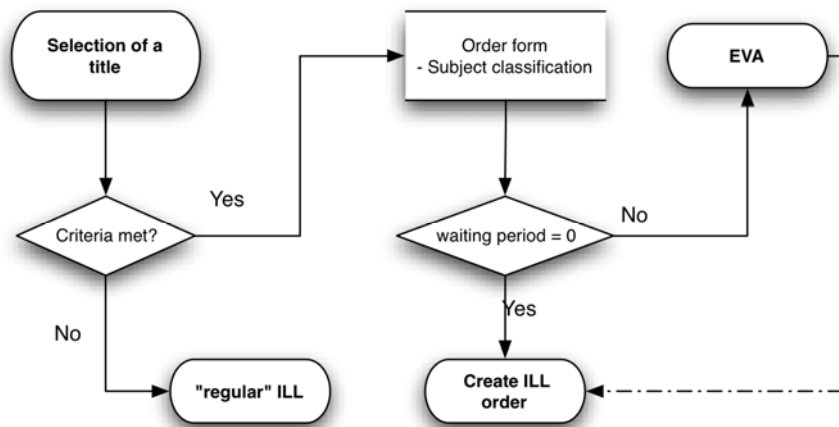 Selection of a
title
Order form
- Subject classification
EVA
Yes
Criteria met?
waiting period = 0
No
No
Yes
"regular" ILL
Create ILL
order